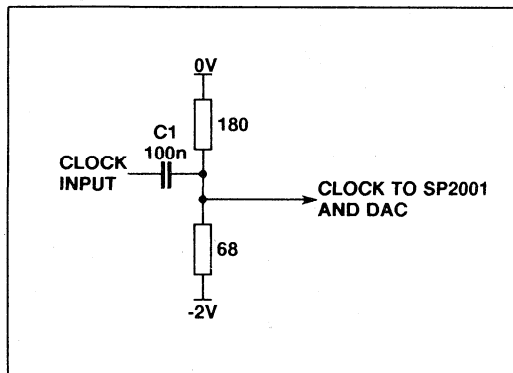 0V
180
C1
100n
CLOCK
INPUT
CLOCK TO SP2001
AND DAC
68
-2V